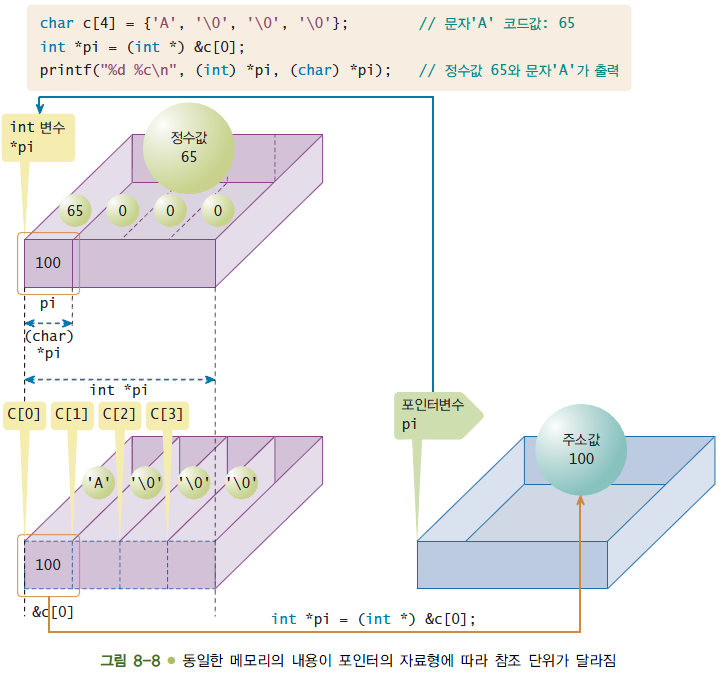 char c[4] = {'A', '\0', '\0', '\0'}; // 문자'A' 코드값: 65
int *pi = (int *) &c[0];
printf("%d %c\n", (int) *pi, (char) *pi); // 정수값 65와 문자'A'가 출력
int 변수
*pi
정수값
65
65 0 0 0
100
pi
(char)
*pi
int *pi
C[0] C[1] C[2] C[3]
포인터변수
pi
주소값
100
'A' '\0' '\0' '\0'
100
&c[0]
int *pi = (int *) &c[0];
그림 8-8 ● 동일한 메모리의 내용이 포인터의 자료형에 따라 참조 단위가 달라짐